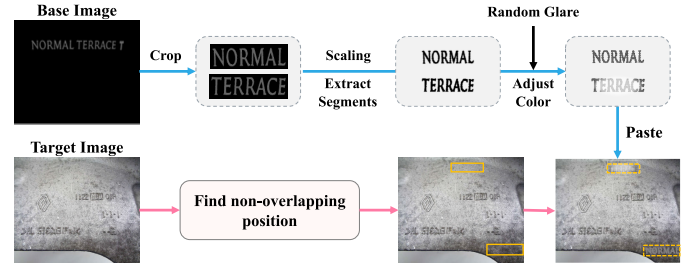 Base Image
NORMAL TERRACE
Crop
NORMAL
TERRACE
Scaling
Extract
Segments
NORMAL
TERRACE
Random Glare
Adjust
Color
NORMAL
TERRACE
Paste
Target Image
Find non-overlapping
position
NORMAL